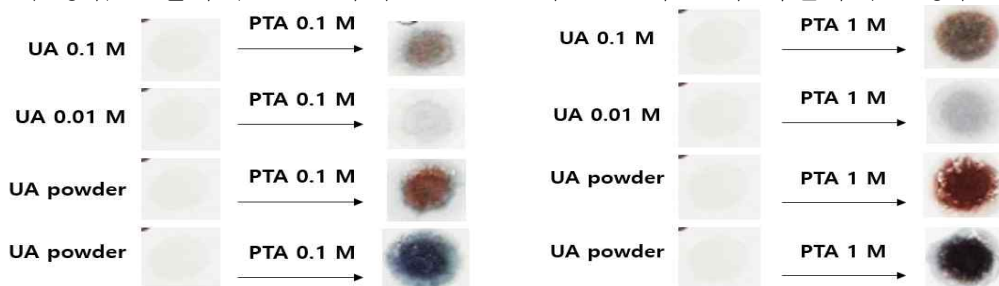 UA 0.1 M PTA 0.1 M
UA 0.01 M PTA 0.1 M
UA powder PTA 0.1 M
UA powder PTA 0.1 M
UA 0.1 M PTA 1 M
UA 0.01 M PTA 1 M
UA powder PTA 1 M
UA powder PTA 1 M